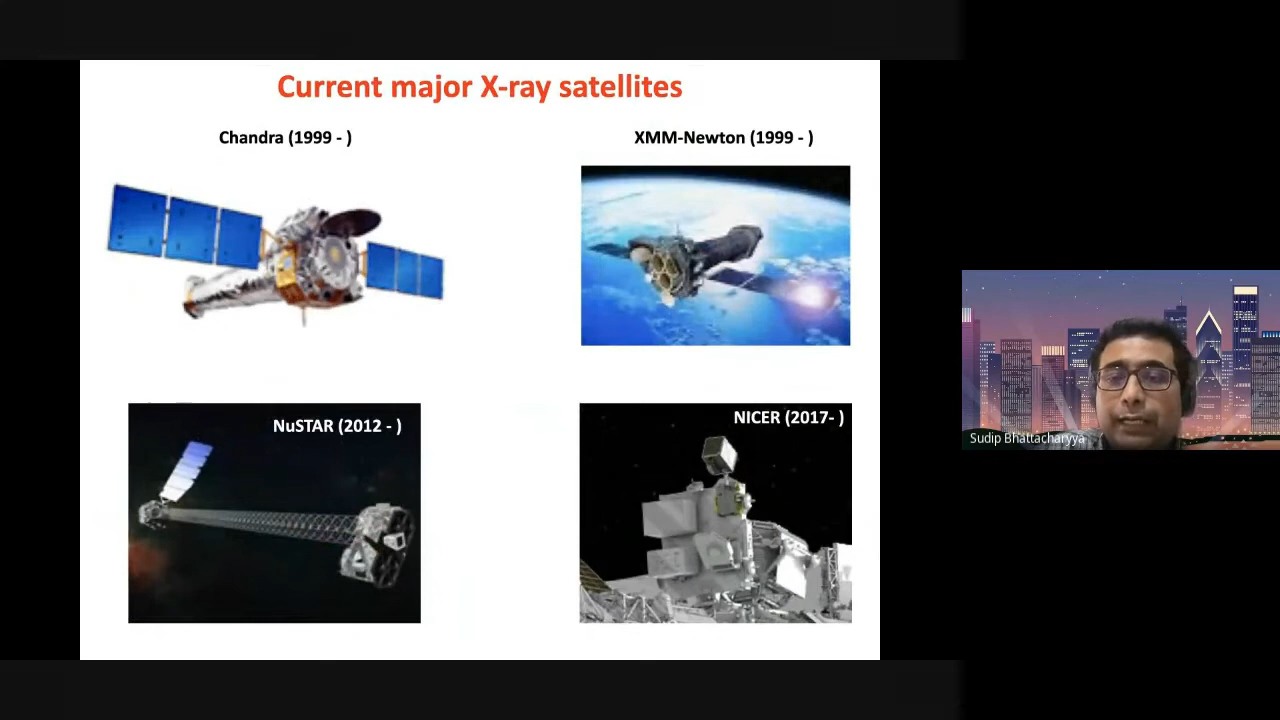 Current major X-ray satellites
Chandra (1999 - )
XMM-Newton (1999 - )
NuSTAR (2012 - )
NICER (2017- )
Sudip Bhattacharyya